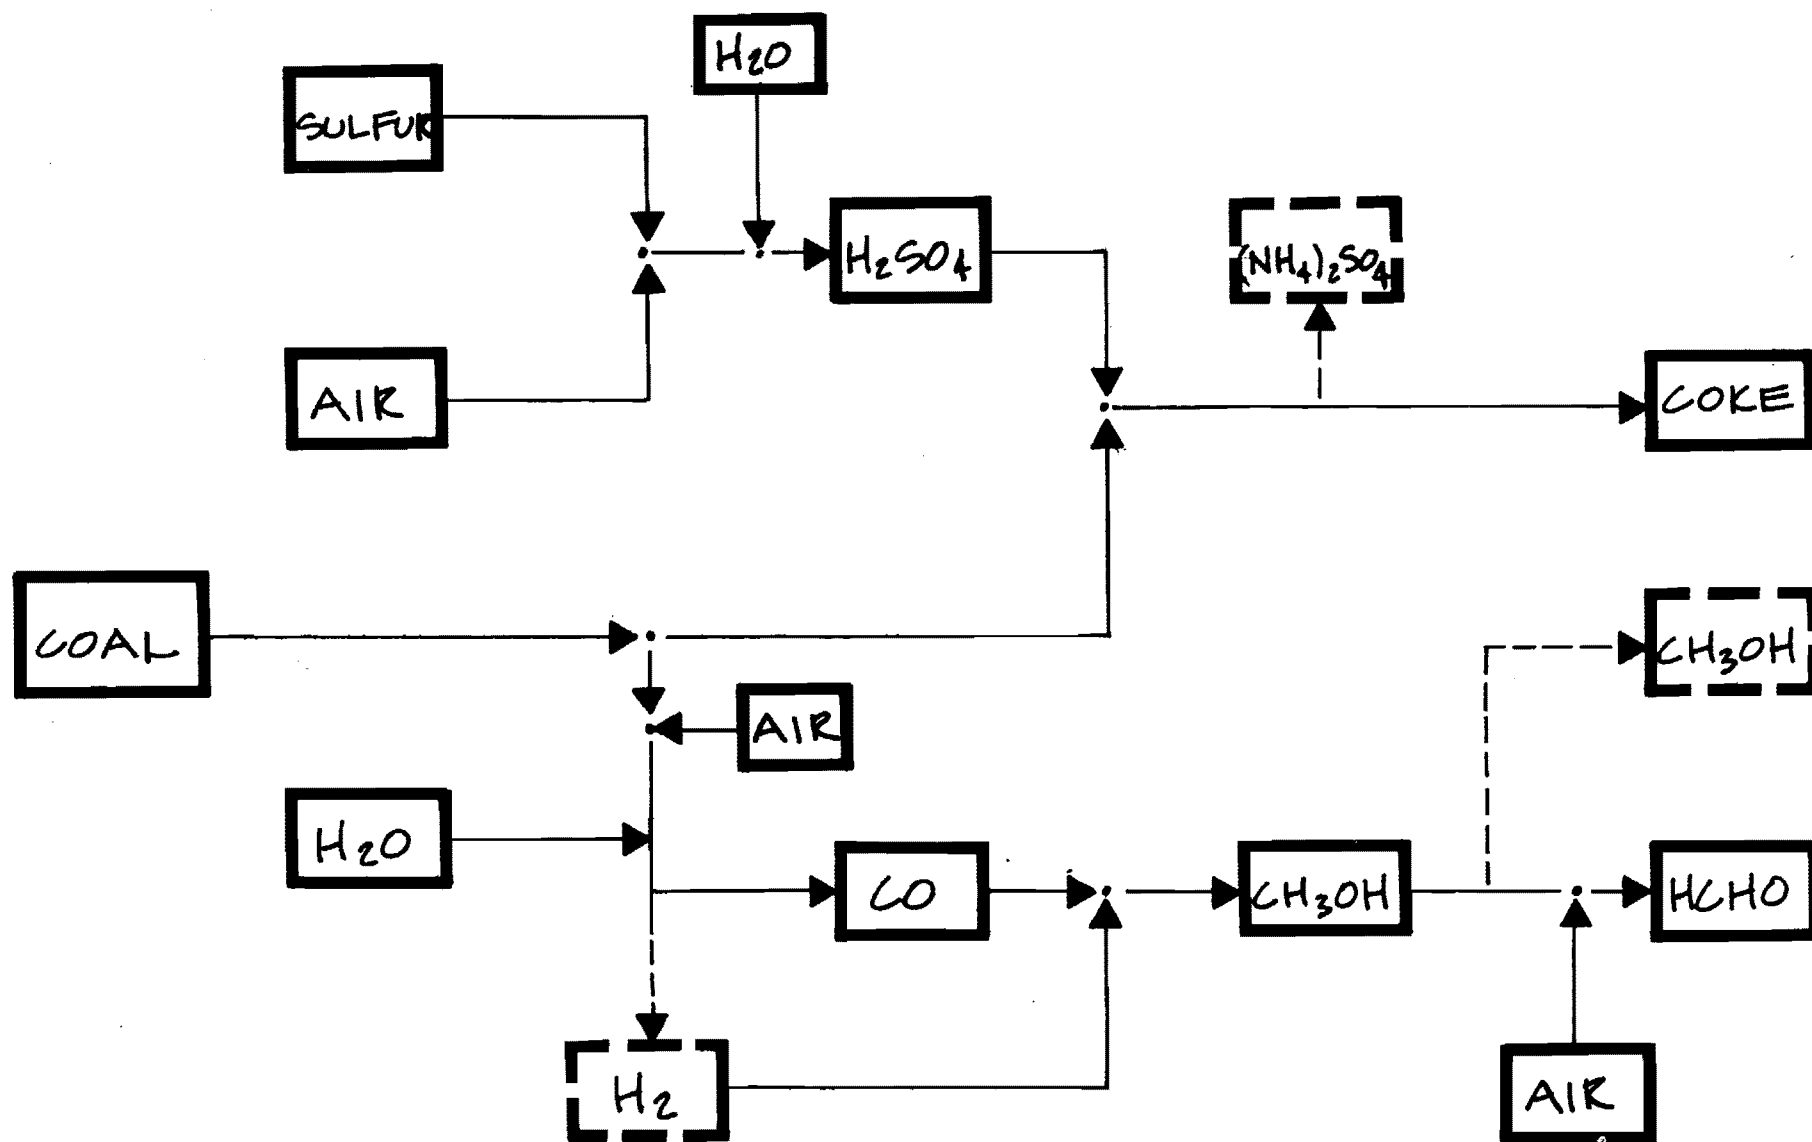 H2O
SULFUR
H2SO4
(NH4)2SO4
AIR
COKE
COAL
CH3OH
AIR
H2O
CO
CH3OH
HCHO
H2
AIR